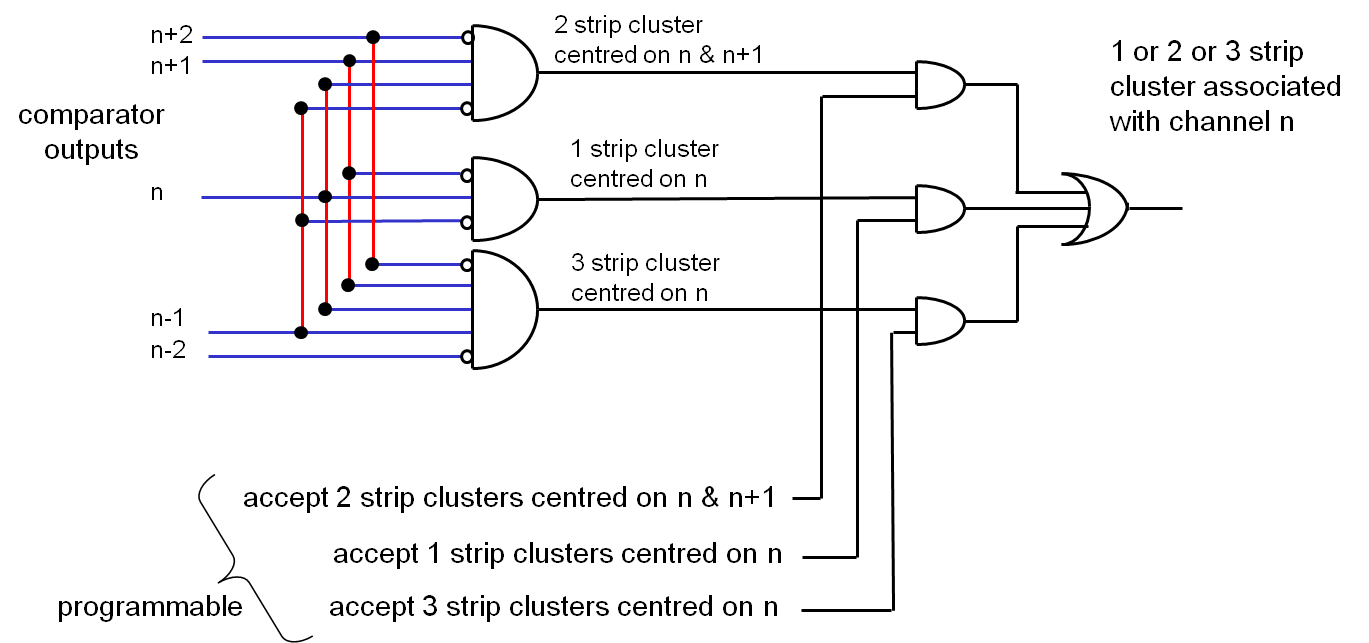 n+2
n+1
comparator
outputs
n
n-1
n-2
2 strip cluster
centred on n & n+1
1 strip cluster
centred on n
3 strip cluster
centred on n
1 or 2 or 3 strip
cluster associated
with channel n
accept 2 strip clusters centred on n & n+1
accept 1 strip clusters centred on n
programmable
accept 3 strip clusters centred on n